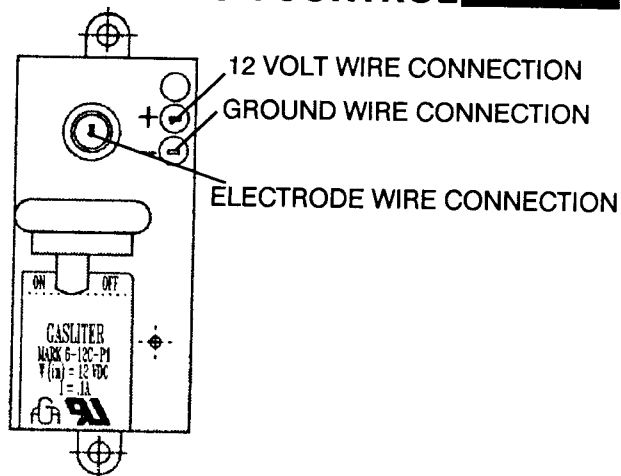 CONTROL
12 VOLT WIRE CONNECTION
+
GROUND WIRE CONNECTION
-
ELECTRODE WIRE CONNECTION
ON OFF
GASLITER
MARK 6-12C-P1
V (in) = 12 VDC
I = .1A